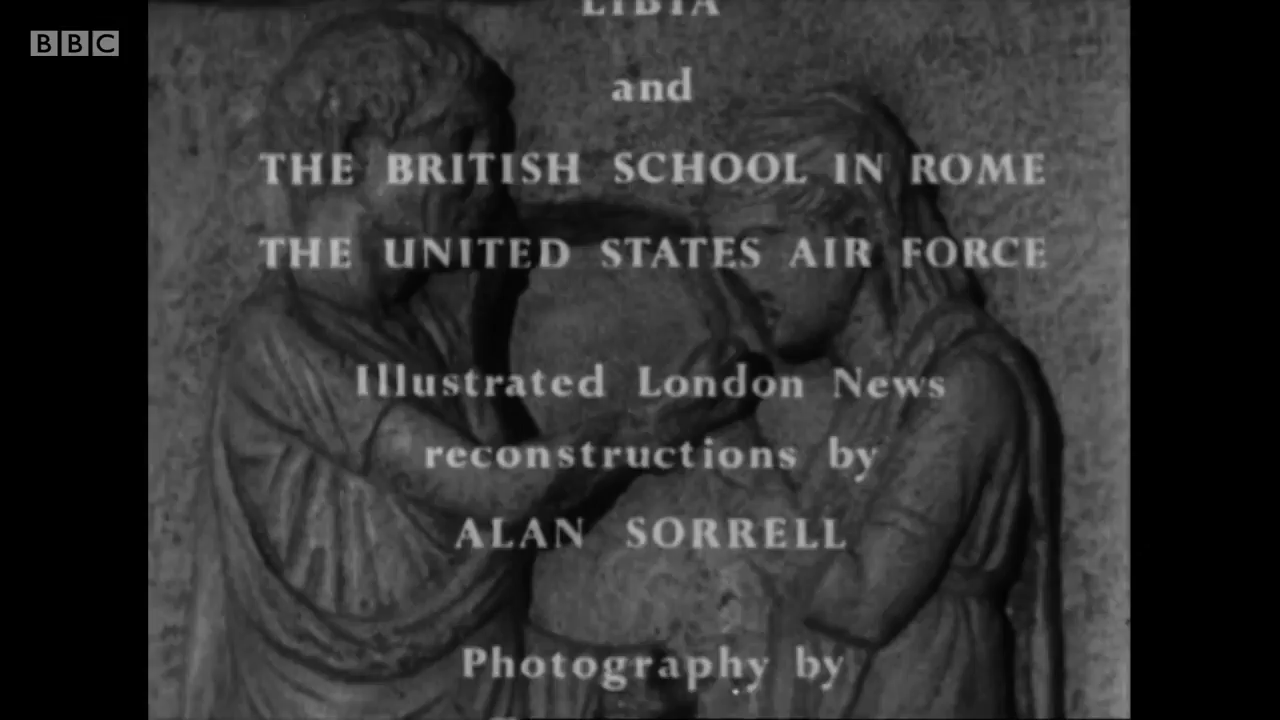 BBC
LIBIA
and
THE BRITISH SCHOOL IN ROME
THE UNITED STATES AIR FORCE
Illustrated London News
reconstructions by
ALAN SORRELL
Photography by